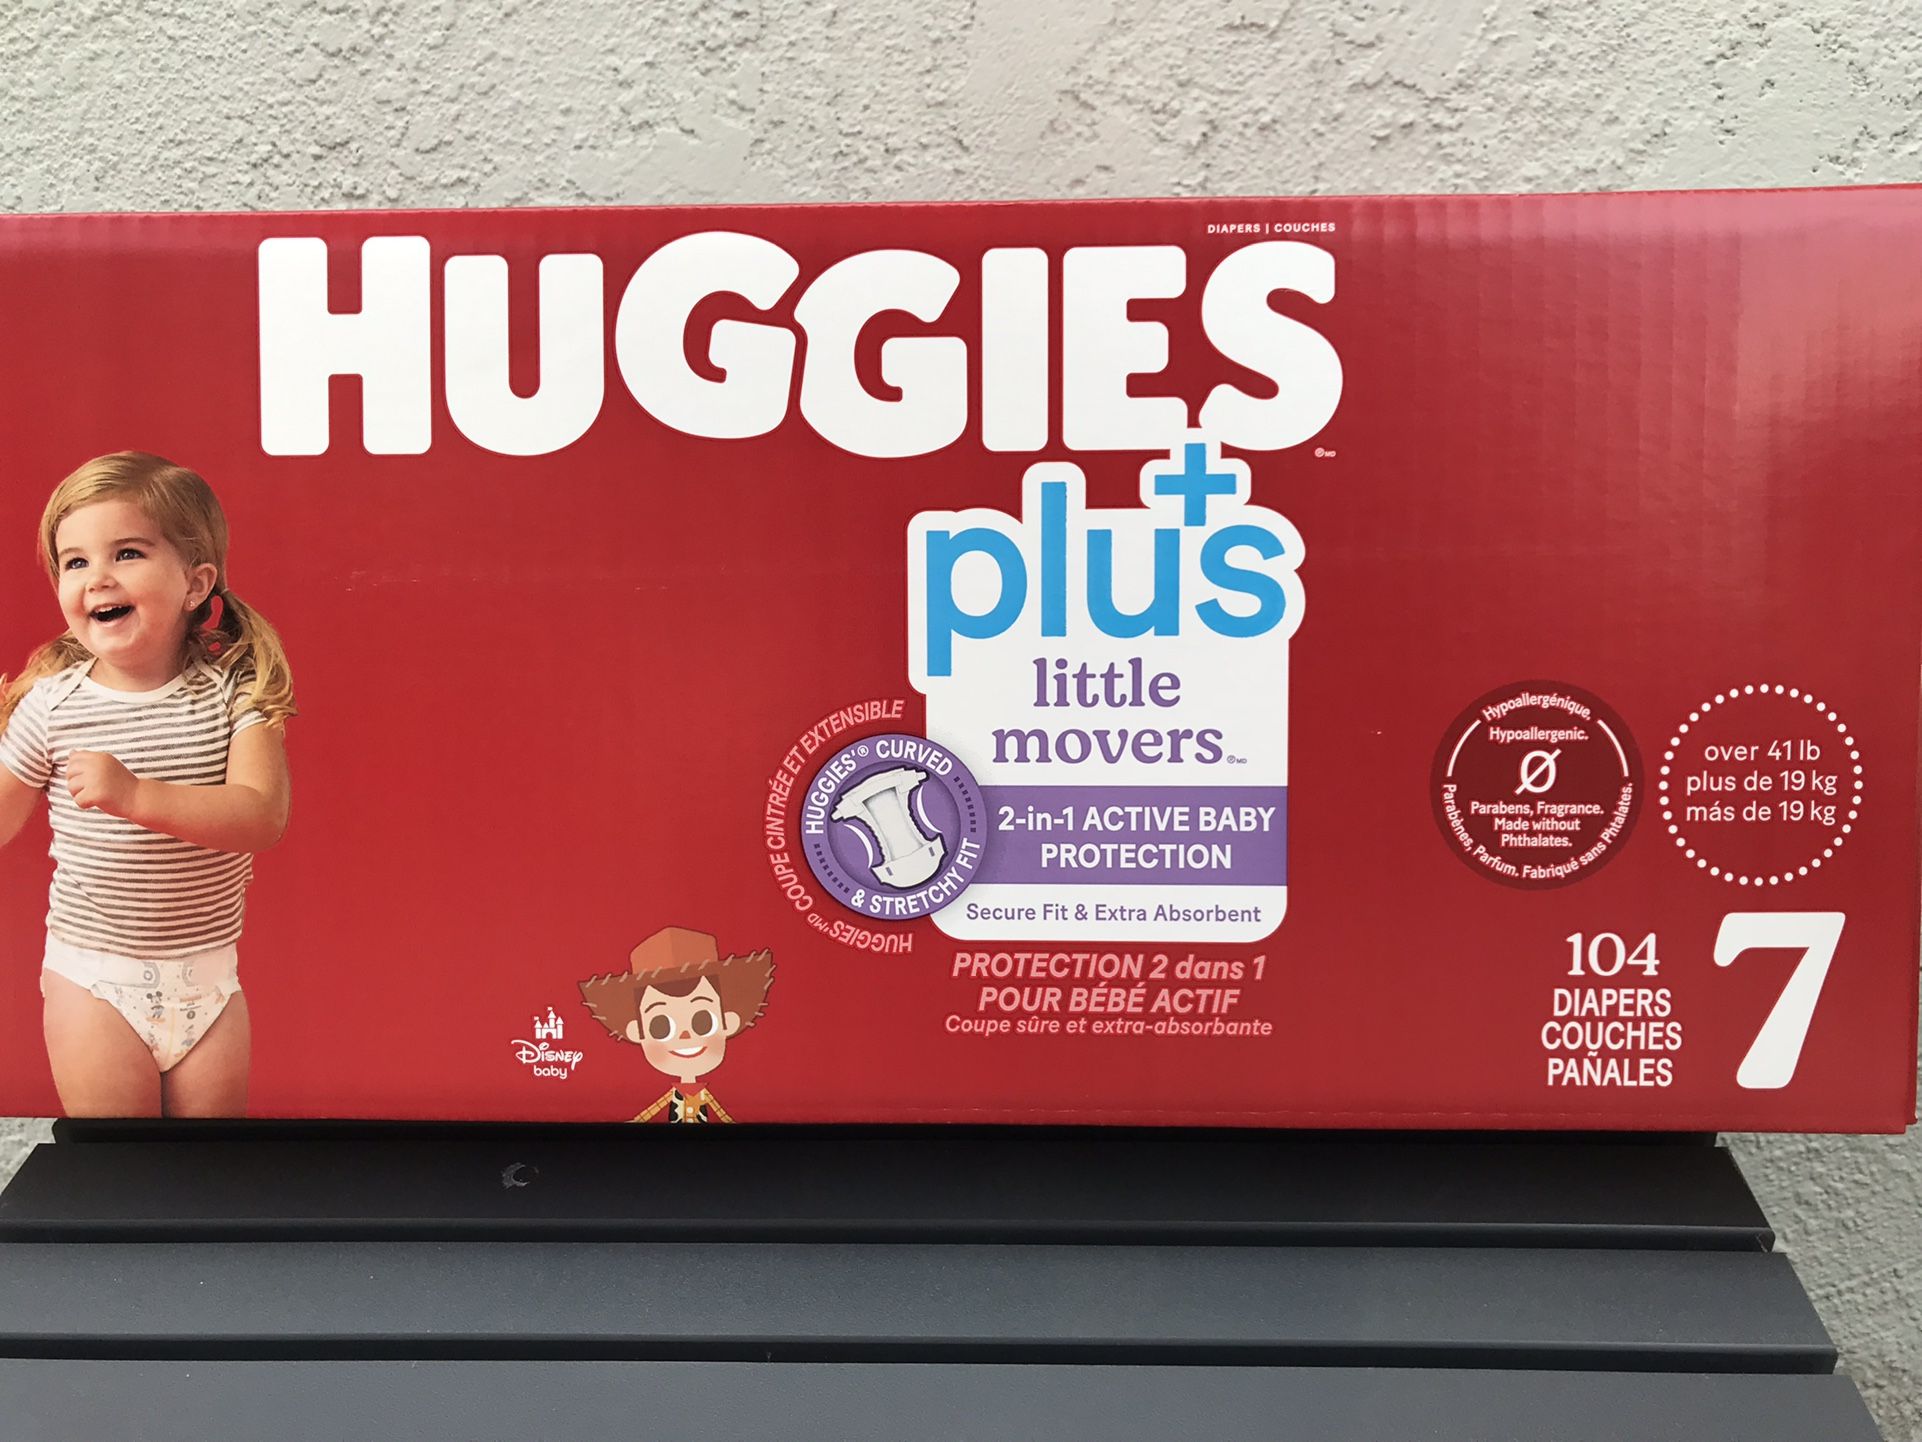 DIAPERS | COUCHES
HUGGIES
®MD
plus+
little
movers
®MD
HUGGIES'® CURVED
& STRETCHY FIT
HUGGIES'MD COUPE CINTRÉE ET EXTENSIBLE
2-in-1 ACTIVE BABY
PROTECTION
Secure Fit & Extra Absorbent
PROTECTION 2 dans 1
POUR BÉBÉ ACTIF
Coupe sûre et extra-absorbante
Disney
baby
Hypoallergénique.
Hypoallergenic.
Parabens, Fragrance.
Made without
Phthalates.
Parabènes, Parfum. Fabriqué sans Phtalates.
over 41 lb
plus de 19 kg
más de 19 kg
104
DIAPERS
COUCHES
PAÑALES
7